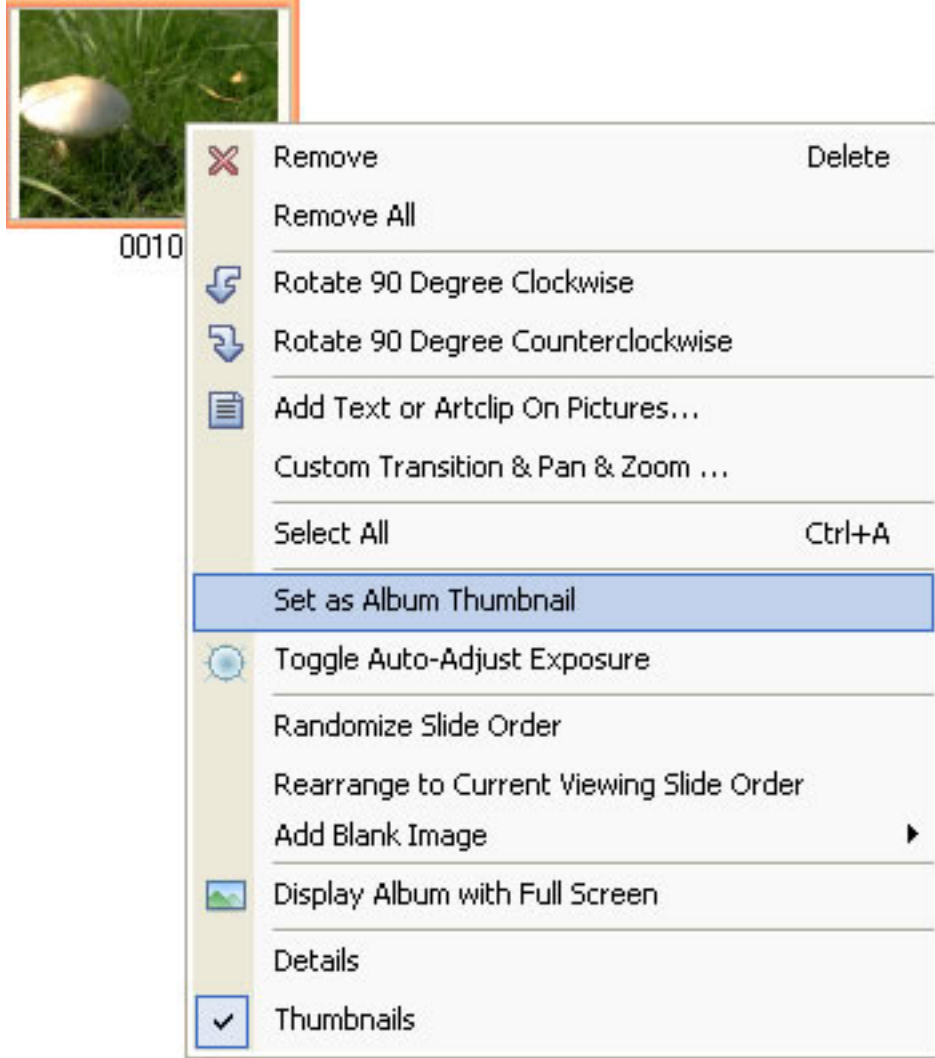 0010
Remove Delete
Remove All
Rotate 90 Degree Clockwise
Rotate 90 Degree Counterclockwise
Add Text or Artclip On Pictures...
Custom Transition & Pan & Zoom ...
Select All Ctrl+A
Set as Album Thumbnail
Toggle Auto-Adjust Exposure
Randomize Slide Order
Rearrange to Current Viewing Slide Order
Add Blank Image
Display Album with Full Screen
Details
Thumbnails